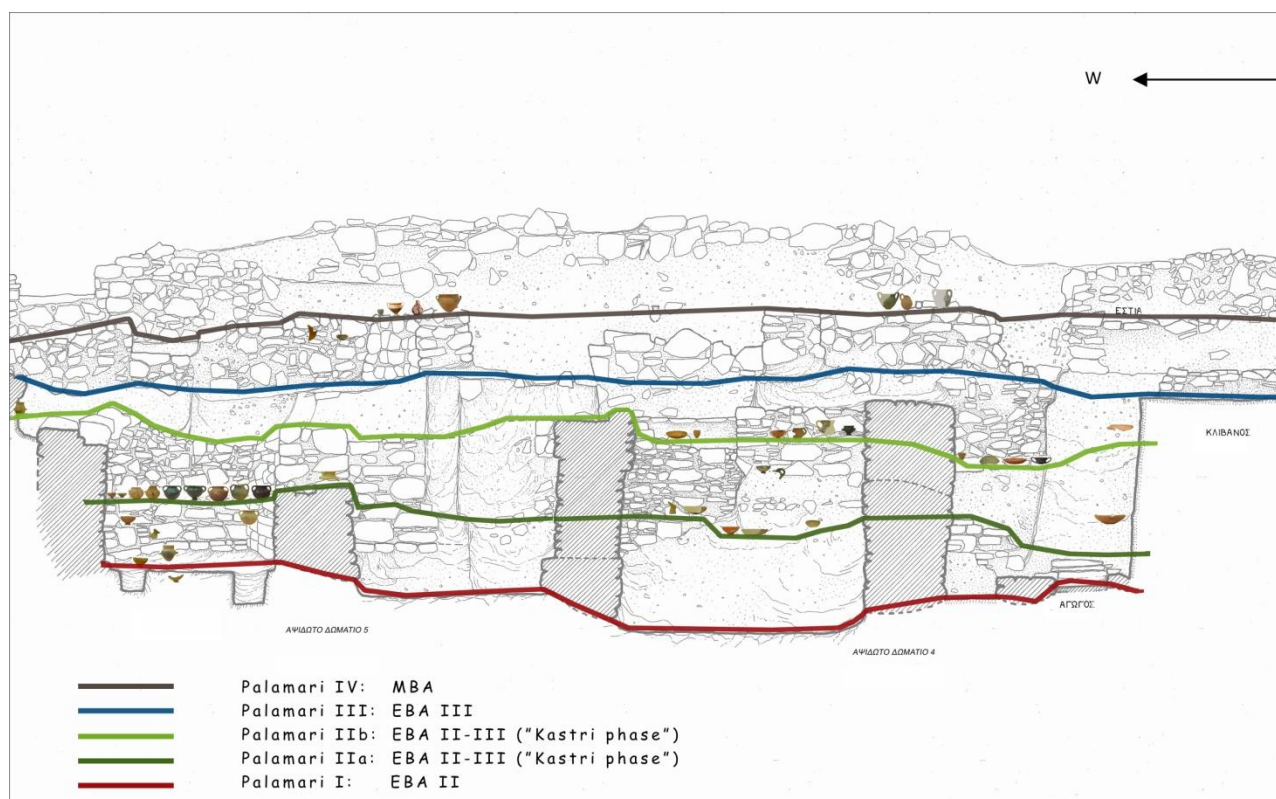 W
ΕΣΤΙΑ
ΚΛΙΒΑΝΟΣ
ΑΓΩΓΟΣ
ΑΨΙΔΩΤΟ ΔΩΜΑΤΙΟ 5
ΑΨΙΔΩΤΟ ΔΩΜΑΤΙΟ 4
Palamari IV: MBA
Palamari III: EBA III
Palamari IIb: EBA II-III ("Kastri phase")
Palamari IIa: EBA II-III ("Kastri phase")
Palamari I: EBA II